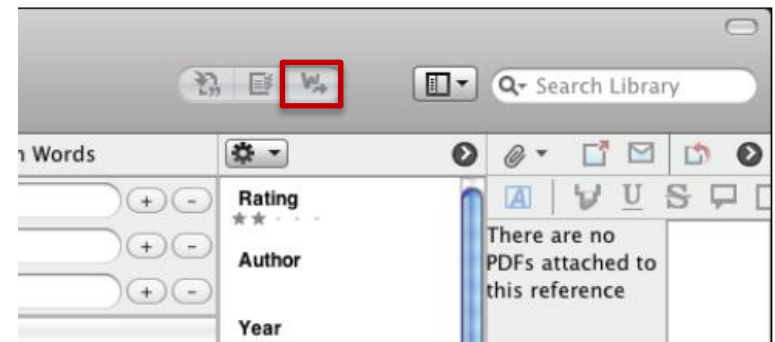 Search Library
n Words
Rating
Author
Year
There are no
PDFs attached to
this reference